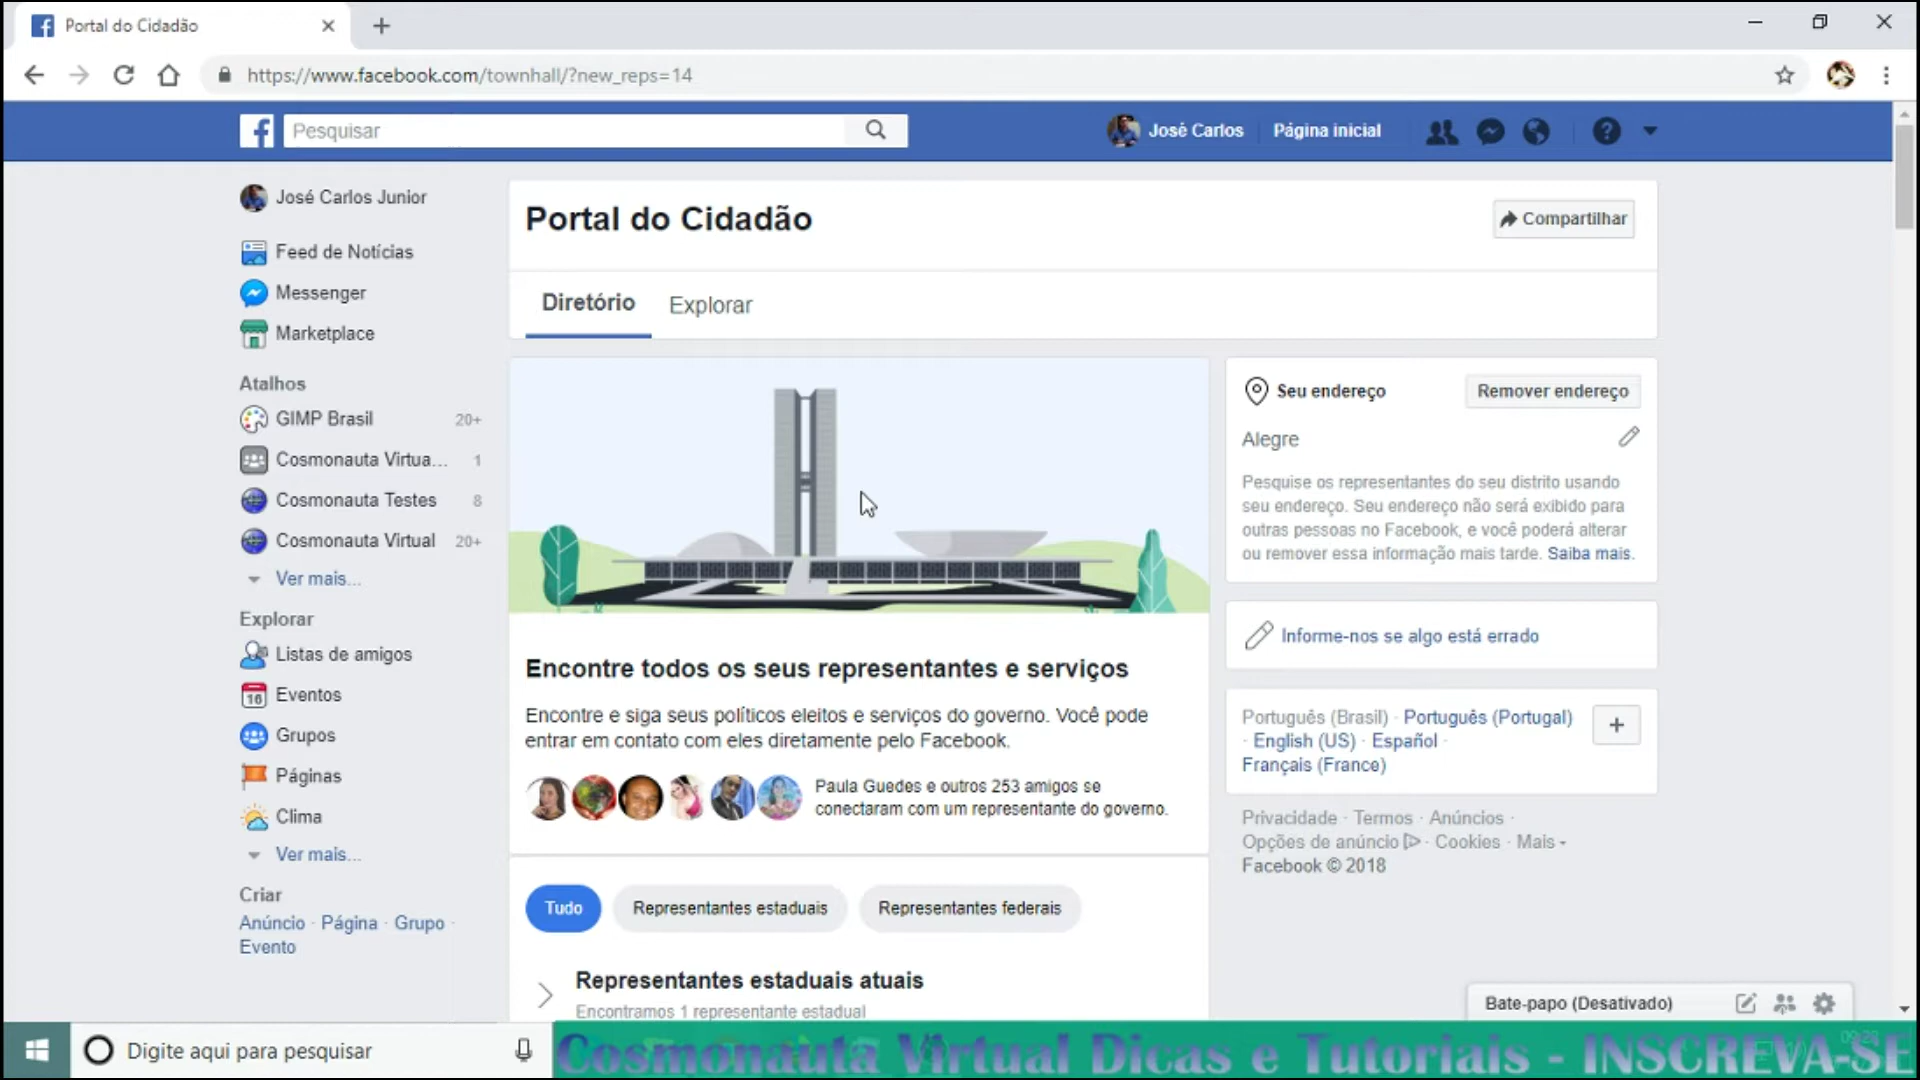 Portal do Cidadão
https://www.facebook.com/townhall/?new_reps=14
Pesquisar
José Carlos
Página inicial
José Carlos Junior
Feed de Notícias
Messenger
Marketplace
Atalhos
GIMP Brasil 20+
Cosmonauta Virtua... 1
Cosmonauta Testes 8
Cosmonauta Virtual 20+
Ver mais...
Explorar
Listas de amigos
16 Eventos
Grupos
Páginas
Clima
Ver mais...
Criar
Anúncio · Página · Grupo ·
Evento
Portal do Cidadão
Compartilhar
Diretório Explorar
Encontre todos os seus representantes e serviços
Encontre e siga seus políticos eleitos e serviços do governo. Você pode
entrar em contato com eles diretamente pelo Facebook.
Paula Guedes e outros 253 amigos se
conectaram com um representante do governo.
Tudo Representantes estaduais Representantes federais
Representantes estaduais atuais
Encontramos 1 representante estadual
Seu endereço Remover endereço
Alegre
Pesquise os representantes do seu distrito usando
seu endereço. Seu endereço não será exibido para
outras pessoas no Facebook, e você poderá alterar
ou remover essa informação mais tarde. Saiba mais.
Informe-nos se algo está errado
Português (Brasil) · Português (Portugal)
· English (US) · Español ·
Français (France)
Privacidade · Termos · Anúncios ·
Opções de anúncio · Cookies · Mais
Facebook © 2018
Bate-papo (Desativado)
Digite aqui para pesquisar
Cosmonauta Virtual Dicas e Tutoriais - INSCREVA-SE